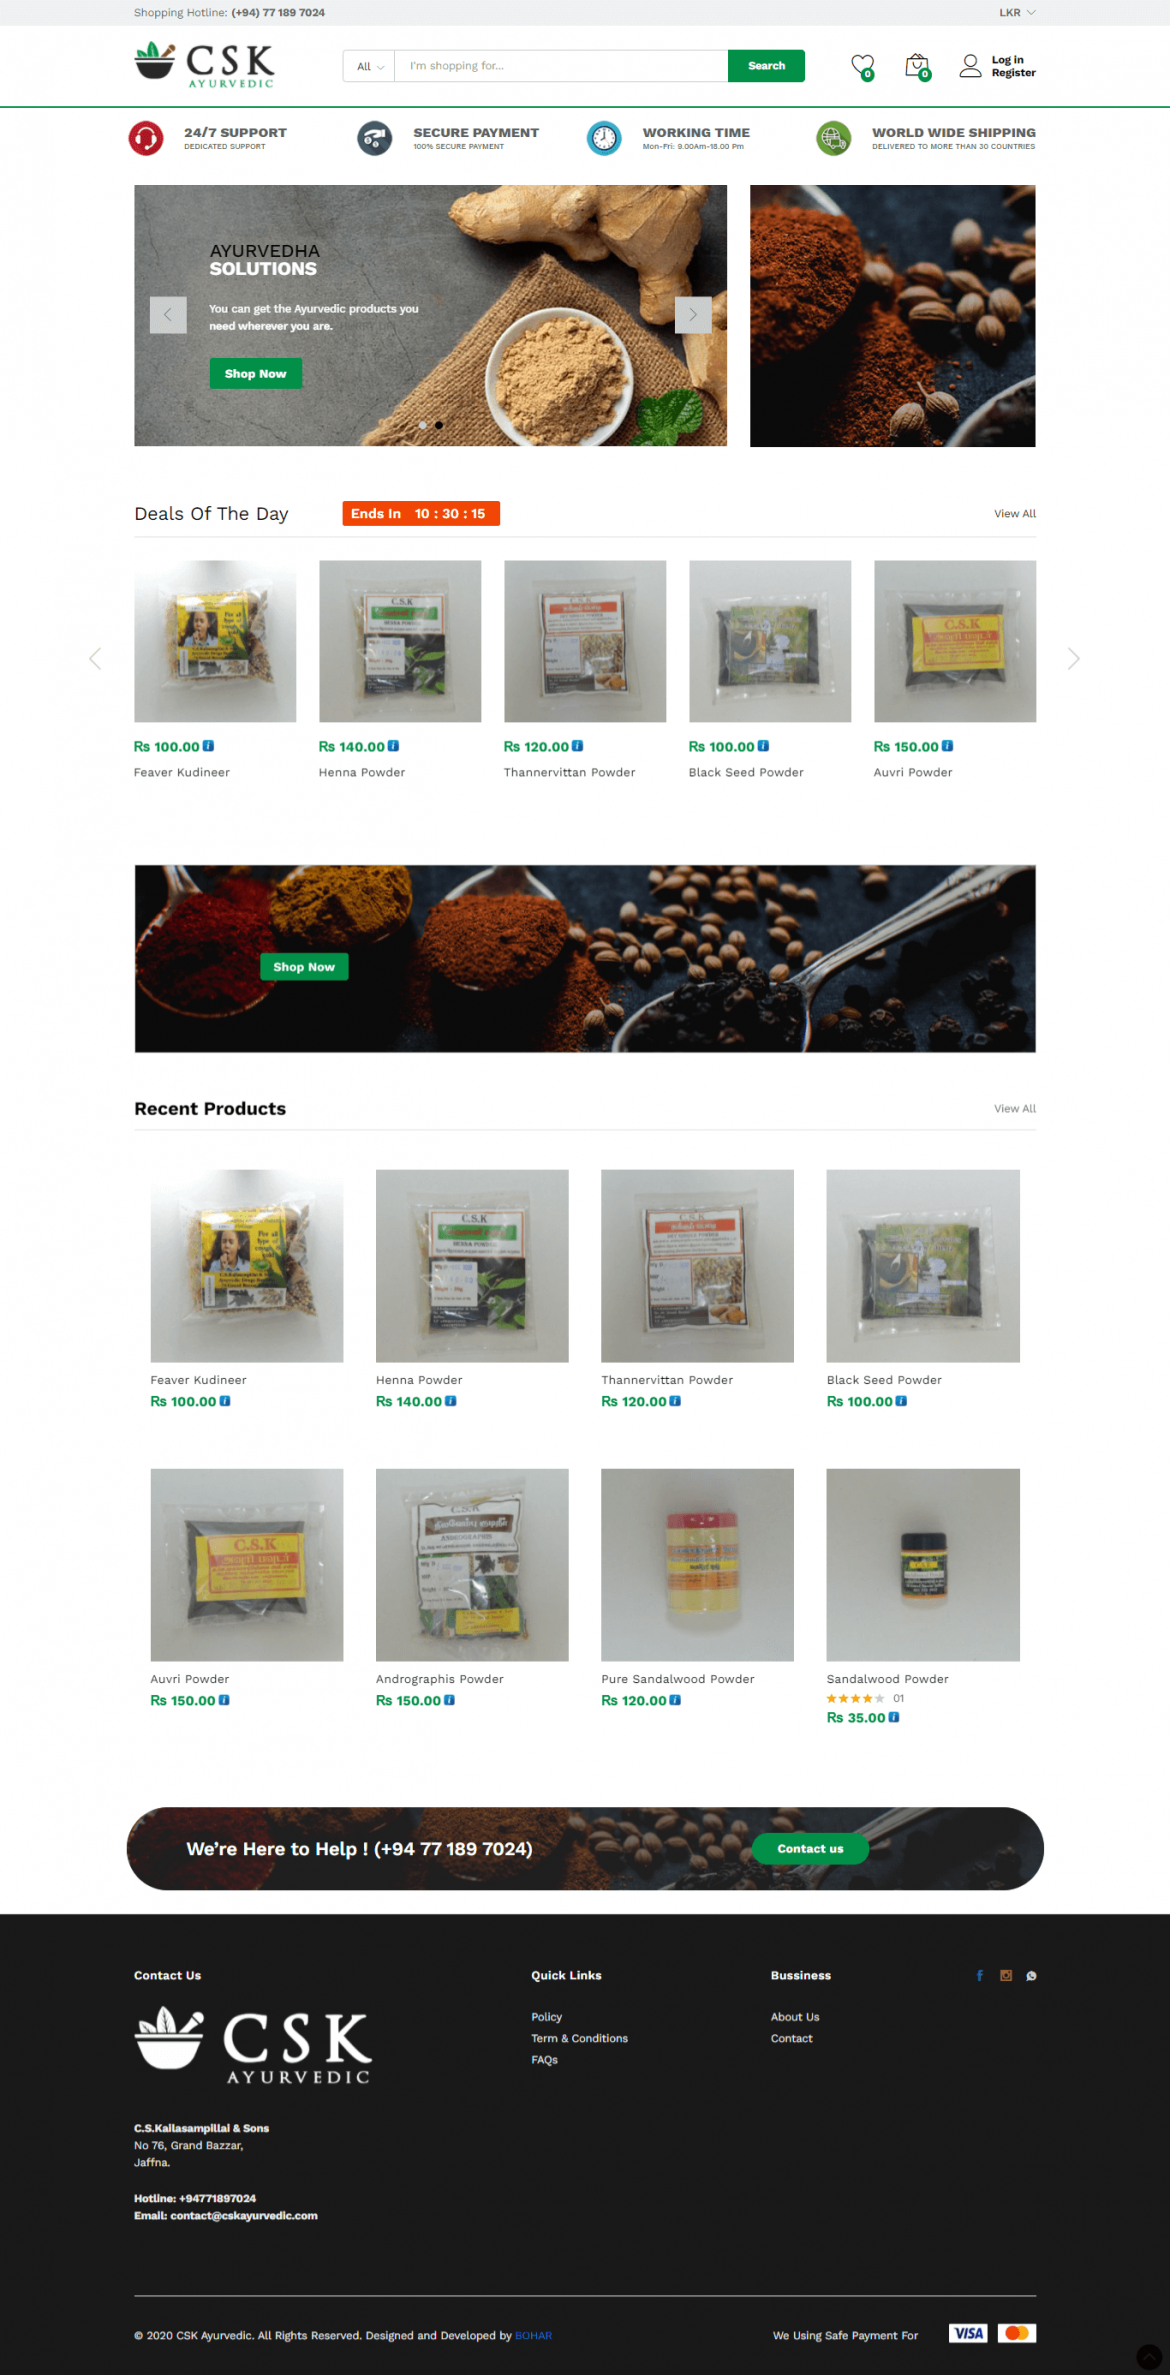 Shopping Hotline: (+94) 77 189 7024
LKR
CSK
AYURVEDIC
All
I'm shopping for...
Search
0
0
Log in
Register
24/7 SUPPORT
DEDICATED SUPPORT
SECURE PAYMENT
100% SECURE PAYMENT
WORKING TIME
Mon-Fri: 9.00Am-18.00 Pm
WORLD WIDE SHIPPING
DELIVERED TO MORE THAN 30 COUNTRIES
AYURVEDHA
SOLUTIONS
You can get the Ayurvedic products you
need wherever you are.
Shop Now
Deals Of The Day
Ends In 10 : 30 : 15
View All
C.S.K
HENNA POWDER
C.S.K
C.S.K
Rs 100.00
Feaver Kudineer
Rs 140.00
Henna Powder
Rs 120.00
Thannervittan Powder
Rs 100.00
Black Seed Powder
Rs 150.00
Auvri Powder
Shop Now
Recent Products
View All
For all
Type of
C.S.K
HENNA POWDER
C.S.K
Feaver Kudineer
Rs 100.00
Henna Powder
Rs 140.00
Thannervittan Powder
Rs 120.00
Black Seed Powder
Rs 100.00
C.S.K
C.S.K
ANDROGRAPHIS
Auvri Powder
Rs 150.00
Andrographis Powder
Rs 150.00
Pure Sandalwood Powder
Rs 120.00
Sandalwood Powder
01
Rs 35.00
We're Here to Help ! (+94 77 189 7024)
Contact us
Contact Us
CSK
AYURVEDIC
C.S.Kailasampillai & Sons
No 76, Grand Bazzar,
Jaffna.
Hotline: +94771897024
Email: contact@cskayurvedic.com
Quick Links
Policy
Term & Conditions
FAQs
Bussiness
About Us
Contact
© 2020 CSK Ayurvedic. All Rights Reserved. Designed and Developed by BOHAR
We Using Safe Payment For
VISA